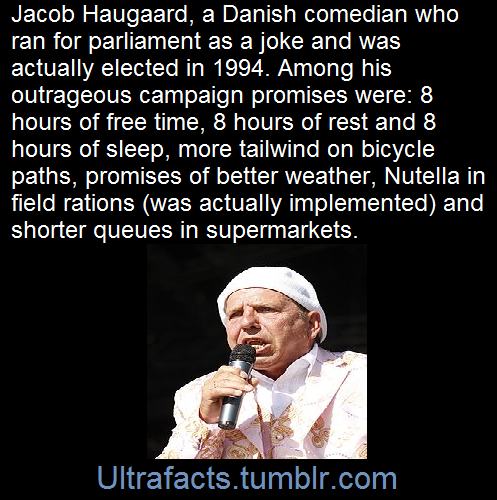 Jacob Haugaard, a Danish comedian who
ran for parliament as a joke and was
actually elected in 1994. Among his
outrageous campaign promises were: 8
hours of free time, 8 hours of rest and 8
hours of sleep, more tailwind on bicycle
paths, promises of better weather, Nutella in
field rations (was actually implemented) and
shorter queues in supermarkets.
Ultrafacts.tumblr.com